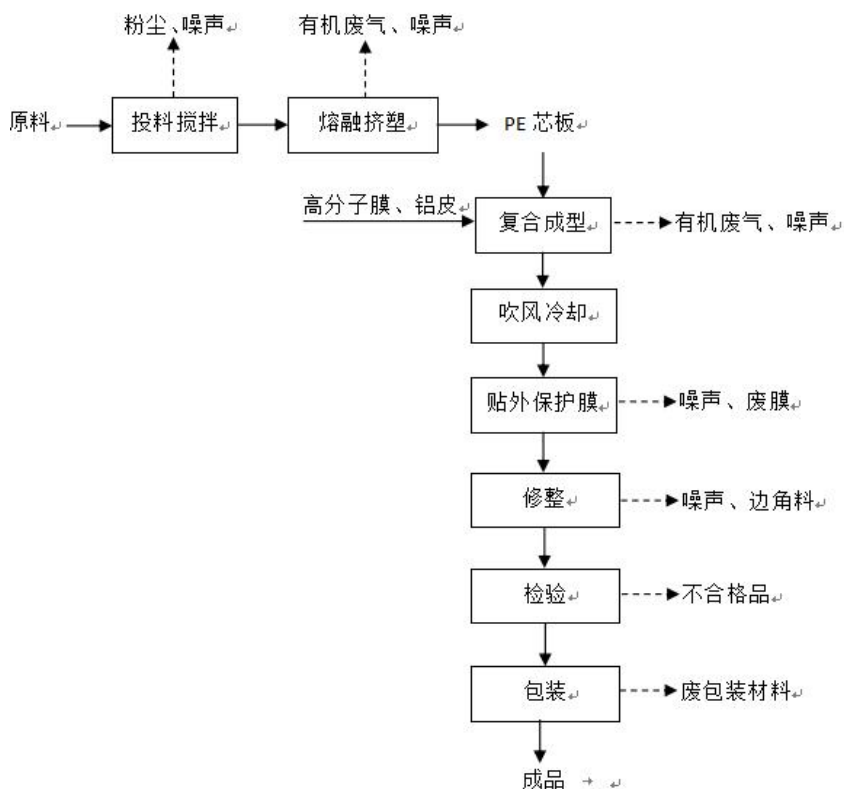 粉尘、噪声
有机废气、噪声
原料
投料搅拌
熔融挤塑
PE 芯板
高分子膜、铝皮
复合成型
有机废气、噪声
吹风冷却
贴外保护膜
噪声、废膜
修整
噪声、边角料
检验
不合格品
包装
废包装材料
成品